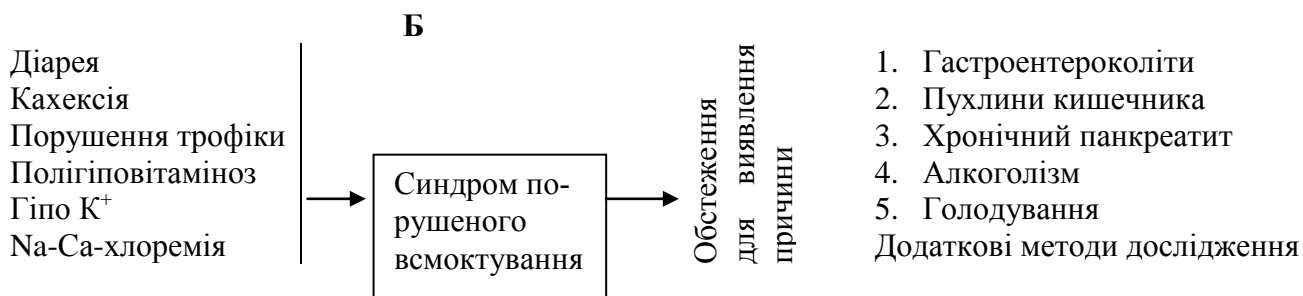 Б
Діарея
Кахексія
Порушення трофіки
Полігіповітаміноз
Гіпо К+
Na-Ca-хлоремія
Синдром по-
рушеного
всмоктування
Обстеження
для виявлення
причини
1. Гастроентероколіти
2. Пухлини кишечника
3. Хронічний панкреатит
4. Алкоголізм
5. Голодування
Додаткові методи дослідження